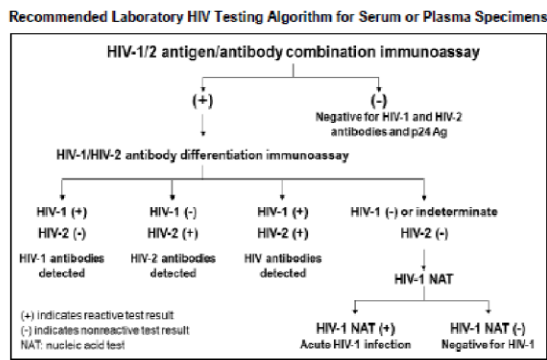 Recommended Laboratory HIV Testing Algorithm for Serum or Plasma Specimens
HIV-1/2 antigen/antibody combination immunoassay
(+)
(-)
Negative for HIV-1 and HIV-2
antibodies and p24 Ag
HIV-1/HIV-2 antibody differentiation immunoassay
HIV-1 (+)
HIV-2 (-)
HIV-1 antibodies
detected
HIV-1 (-)
HIV-2 (+)
HIV-2 antibodies
detected
HIV-1 (+)
HIV-2 (+)
HIV antibodies
detected
HIV-1 (-) or indeterminate
HIV-2 (-)
HIV-1 NAT
HIV-1 NAT (+)
Acute HIV-1 infection
HIV-1 NAT (-)
Negative for HIV-1
(+) indicates reactive test result
(-) indicates nonreactive test result
NAT: nucleic acid test